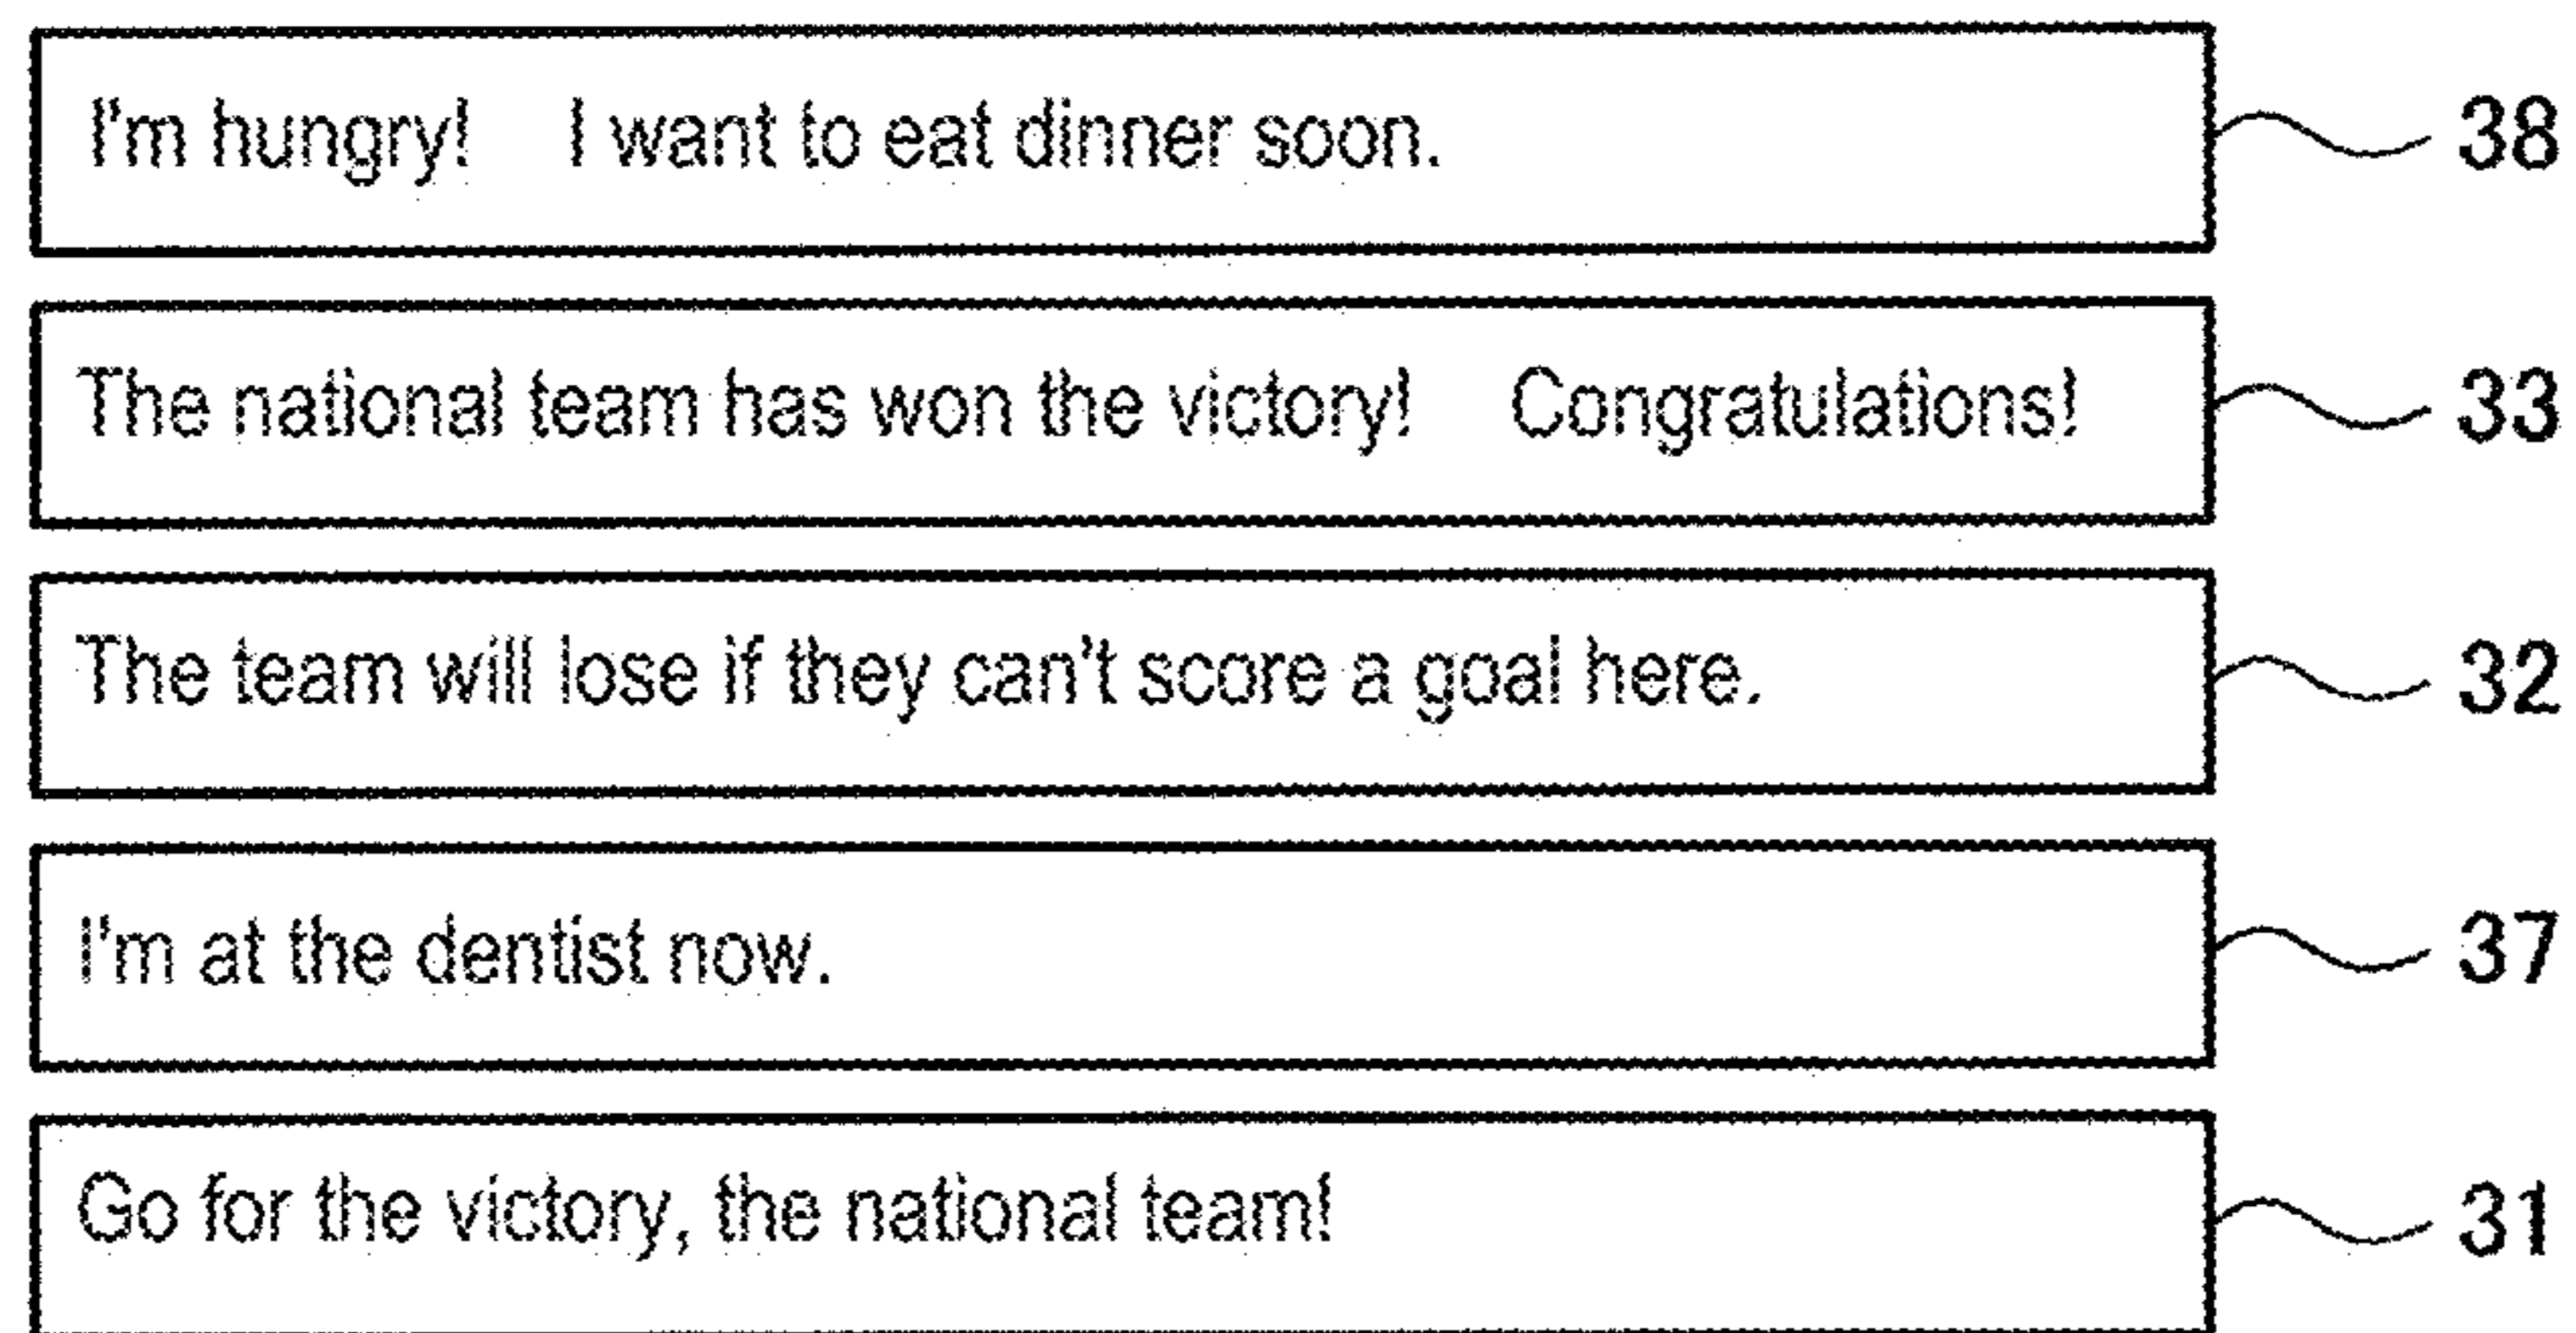 I'm hungry! I want to eat dinner soon. 38
The national team has won the victory! Congratulations! 33
The team will lose if they can't score a goal here. 32
I'm at the dentist now. 37
Go for the victory, the national team! 31